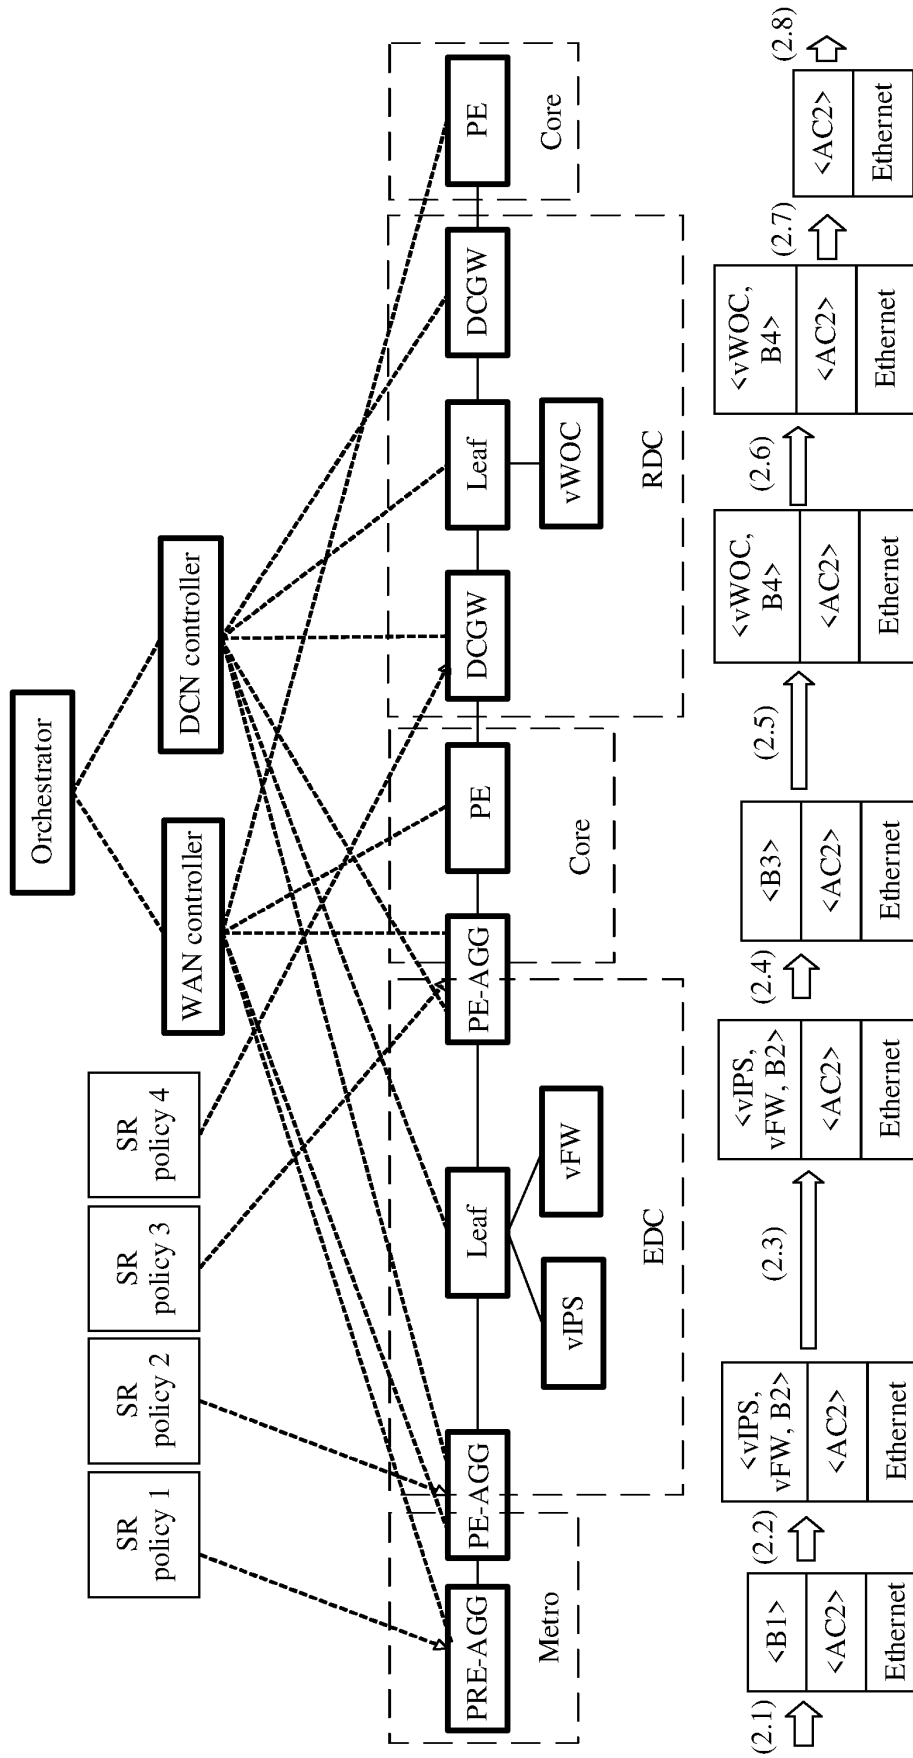 Orchestrator
SR
policy 1
SR
policy 2
SR
policy 3
SR
policy 4
WAN controller
DCN controller
PRE-AGG
PE-AGG
Leaf
PE-AGG
PE
DCGW
Leaf
DCGW
PE
vIPS
vFW
vWOC
Metro
EDC
Core
RDC
Core
(2.1)
<B1>
<AC2>
Ethernet
(2.2)
<vIPS,
vFW, B2>
<AC2>
Ethernet
(2.3)
<vIPS,
vFW, B2>
<AC2>
Ethernet
(2.4)
<B3>
<AC2>
Ethernet
(2.5)
<vWOC,
B4>
<AC2>
Ethernet
(2.6)
<vWOC,
B4>
<AC2>
Ethernet
(2.7)
<AC2>
Ethernet
(2.8)